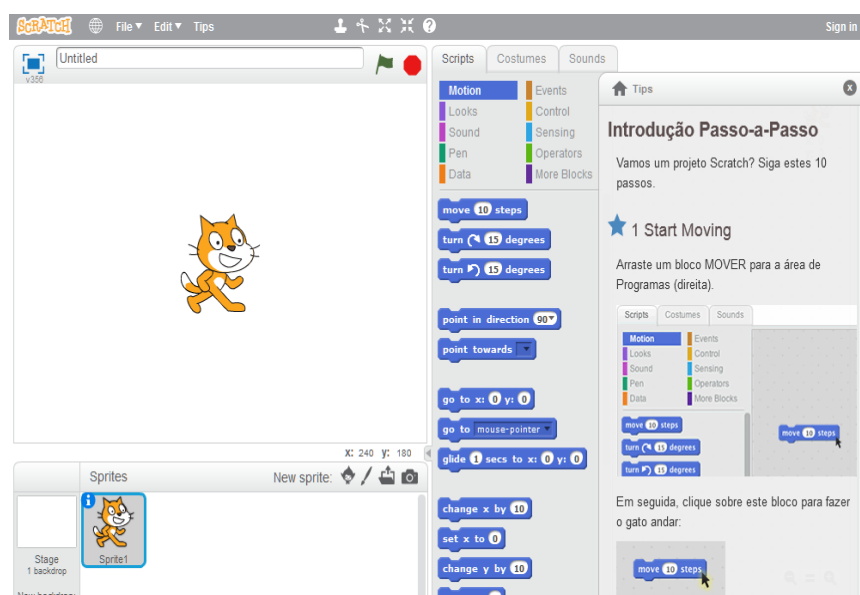 SCRATCH File▼ Edit▼ Tips Sign in
v356 Untitled
Scripts Costumes Sounds
Motion Events
Looks Control
Sound Sensing
Pen Operators
Data More Blocks
move 10 steps
turn 15 degrees
turn 15 degrees
point in direction 90▼
point towards
go to x: 0 y: 0
go to mouse-pointer
glide 1 secs to x: 0 y: 0
change x by 10
set x to 0
change y by 10
X: 240 y: 180
Sprites New sprite:
Sprite1
Stage
1 backdrop
New backdrop:
Tips
Introdução Passo-a-Passo
Vamos um projeto Scratch? Siga estes 10
passos.
1 Start Moving
Arraste um bloco MOVER para a área de
Programas (direita).
Scripts Costumes Sounds
Motion Events
Looks Control
Sound Sensing
Pen Operators
Data More Blocks
move 10 steps
turn 15 degrees
turn 15 degrees
move 10 steps
Em seguida, clique sobre este bloco para fazer
o gato andar:
move 10 steps